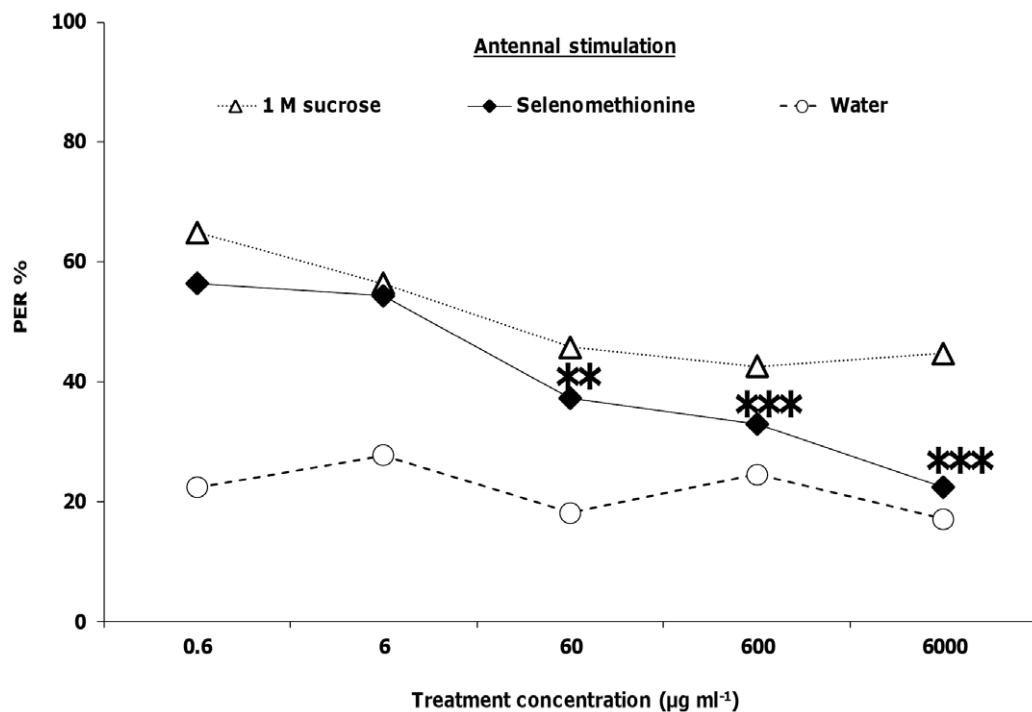 Antennal stimulation
1 M sucrose Selenomethionine Water
PER %
100
80
60
40
20
0
0.6 6 60 600 6000
** *** ***
Treatment concentration (µg ml⁻¹)